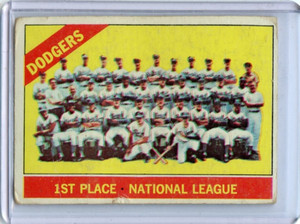 DODGERS
1ST PLACE • NATIONAL LEAGUE